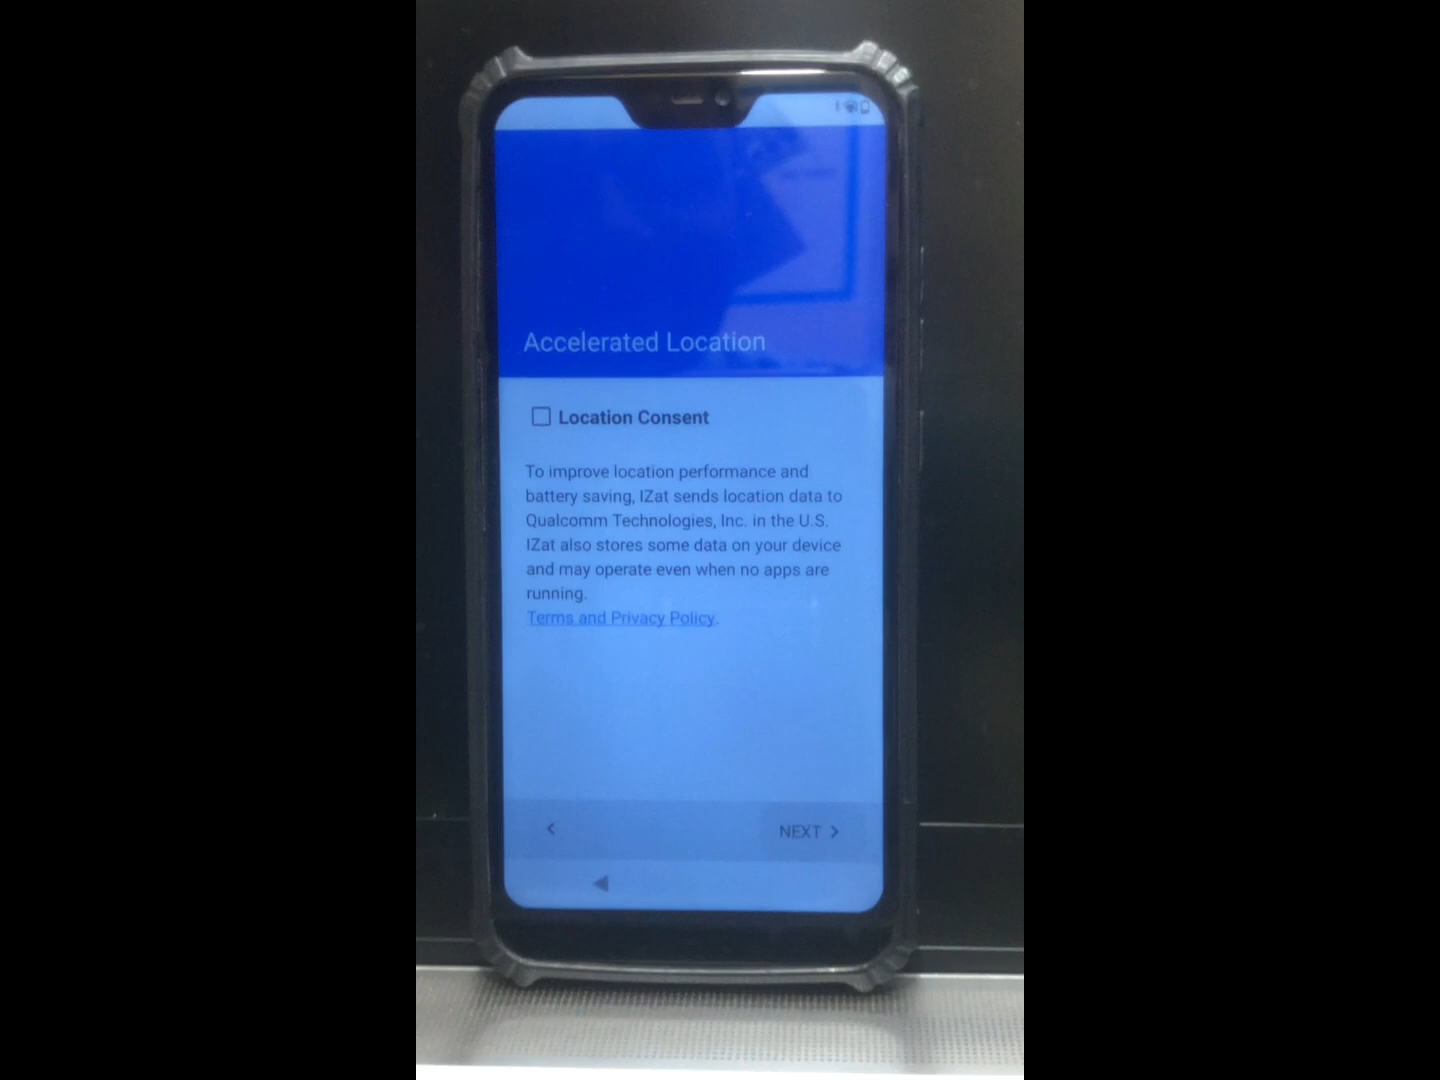 Accelerated Location
Location Consent
To improve location performance and
battery saving, IZat sends location data to
Qualcomm Technologies, Inc. in the U.S.
IZat also stores some data on your device
and may operate even when no apps are
running.
Terms and Privacy Policy.
NEXT